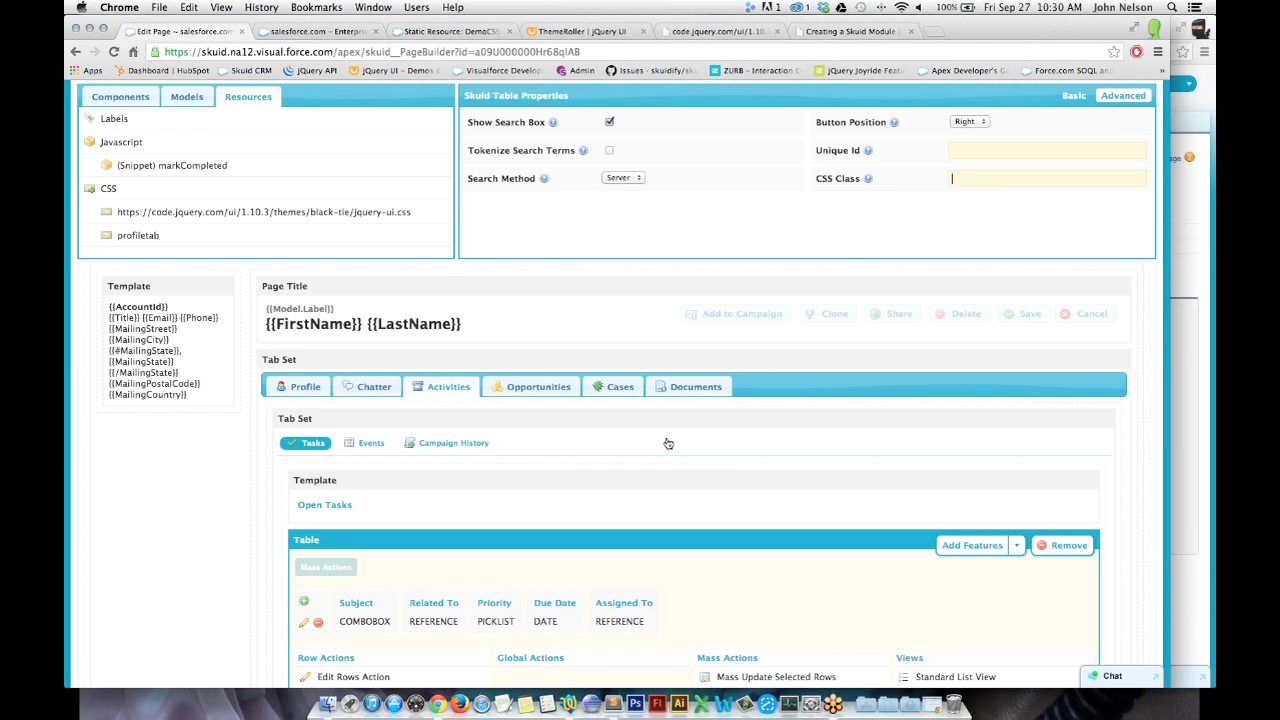 Chrome File Edit View History Bookmarks Window Users Help 1 6 100% Fri Sep 27 10:30 AM John Nelson
Edit Page ~ salesforce.com × salesforce.com – Enterpris × Static Resource: DemoCSS × ThemeRoller | jQuery UI × code.jquery.com/ui/1.10. × Creating a Skuid Module | ×
https://skuid.na12.visual.force.com/apex/skuid__PageBuilder?id=a09U0000000Hr68qIAB
Apps Dashboard | HubSpot Skuid CRM jQuery API jQuery UI – Demos & Visualforce Develop Admin Issues · skuidify/sku ZURB – Interaction D jQuery Joyride Featu Apex Developer's Gu Force.com SOQL and »
Components Models Resources
Skuid Table Properties Basic Advanced
Labels
Javascript
(Snippet) markCompleted
CSS
https://code.jquery.com/ui/1.10.3/themes/black-tie/jquery-ui.css
profiletab
Show Search Box Button Position Right
Tokenize Search Terms Unique Id
Search Method Server CSS Class
Template
{{AccountId}}
{{Title}} {{Email}} {{Phone}}
{{MailingStreet}}
{{MailingCity}}
{{#MailingState}},
{{MailingState}}
{{/MailingState}}
{{MailingPostalCode}}
{{MailingCountry}}
Page Title
{{Model.Label}}
{{FirstName}} {{LastName}}
Add to Campaign Clone Share Delete Save Cancel
Tab Set
Profile Chatter Activities Opportunities Cases Documents
Tab Set
Tasks Events Campaign History
Template
Open Tasks
Table Add Features Remove
Mass Actions
Subject Related To Priority Due Date Assigned To
COMBOBOX REFERENCE PICKLIST DATE REFERENCE
Row Actions Global Actions Mass Actions Views
Edit Rows Action Mass Update Selected Rows Standard List View
Chat